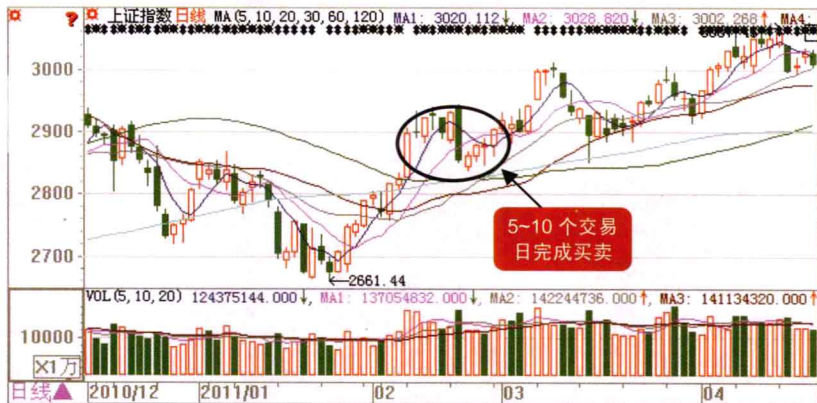 上证指数 日线 MA(5,10,20,30,60,120) MA1: 3020.112↓ MA2: 3028.820↓ MA3: 3002.268↑ MA4:
3000
2900
2800
2700
5~10 个交易
日完成买卖
←2661.44
VOL(5,10,20) 124375144.000↓, MA1: 137054832.000↓, MA2: 142244736.000↑, MA3: 141134320.000↑
10000
X1万
日线▲ 2010/12 2011/01 02 03 04